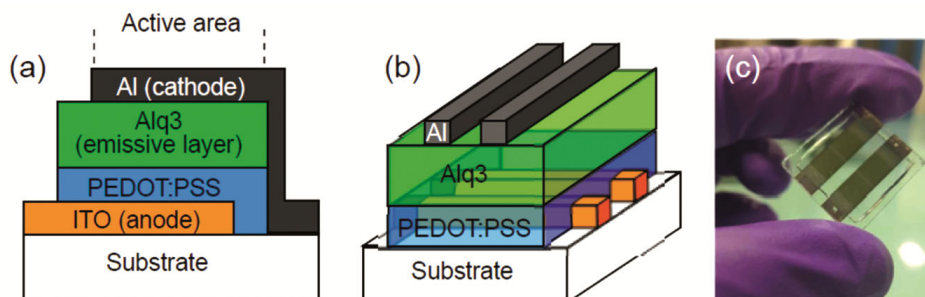 Active area
(a)
Al (cathode)
Alq3
(emissive layer)
PEDOT:PSS
ITO (anode)
Substrate
(b)
Al
Alq3
PEDOT:PSS
Substrate
(c)